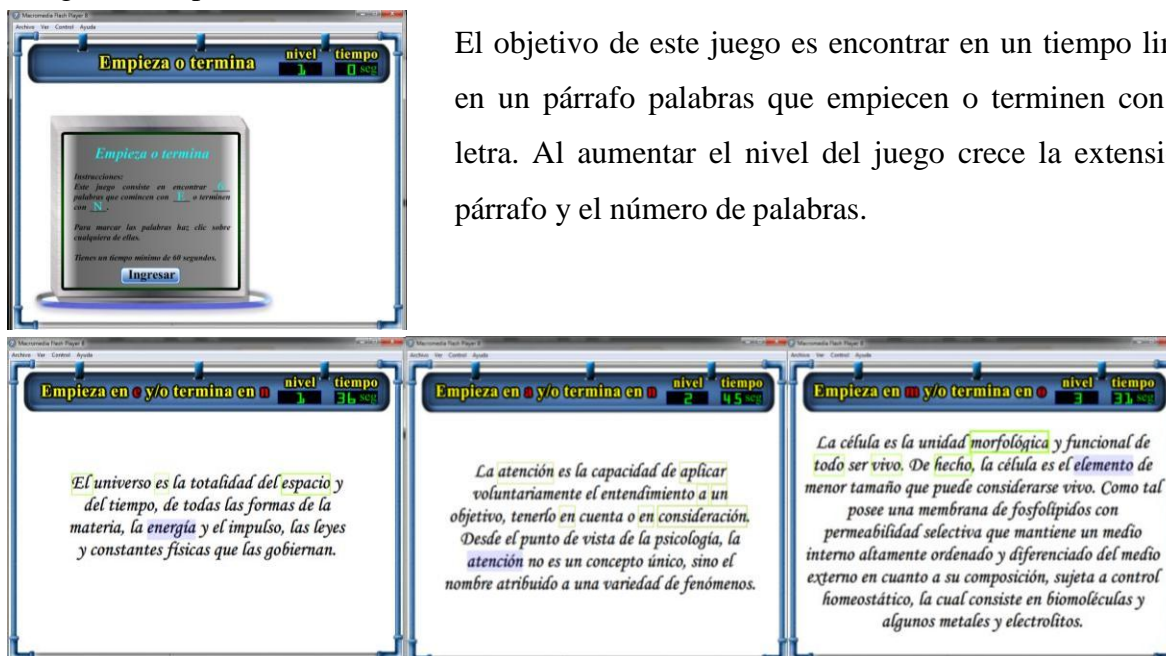 El objetivo de este juego es encontrar en un tiempo
en un párrafo palabras que empiecen o terminen con
letra. Al aumentar el nivel del juego crece la
párrafo y el número de palabras.
Macromedia Flash Player 8
Archivo Ver Control Ayuda
Empieza o termina
nivel tiempo
1 0 seg
Empieza o termina
Instrucciones:
Este juego consiste en encontrar 6
palabras que comincen con E o terminen
con N.
Para marcar las palabras haz clic sobre
cualquiera de ellas.
Tienes un tiempo mínimo de 60 segundos.
Ingresar
Macromedia Flash Player 8
Archivo Ver Control Ayuda
Empieza en e y/o termina en n
nivel tiempo
1 36 seg
El universo es la totalidad del espacio y
del tiempo, de todas las formas de la
materia, la energía y el impulso, las leyes
y constantes físicas que las gobiernan.
Macromedia Flash Player 8
Archivo Ver Control Ayuda
Empieza en a y/o termina en n
nivel tiempo
2 45 seg
La atención es la capacidad de aplicar
voluntariamente el entendimiento a un
objetivo, tenerlo en cuenta o en consideración.
Desde el punto de vista de la psicología, la
atención no es un concepto único, sino el
nombre atribuido a una variedad de fenómenos.
Macromedia Flash Player 8
Archivo Ver Control Ayuda
Empieza en m y/o termina en o
nivel tiempo
3 31 seg
La célula es la unidad morfológica y funcional de
todo ser vivo. De hecho, la célula es el elemento de
menor tamaño que puede considerarse vivo. Como tal
posee una membrana de fosfolípidos con
permeabilidad selectiva que mantiene un medio
interno altamente ordenado y diferenciado del medio
externo en cuanto a su composición, sujeta a control
homeostático, la cual consiste en biomoléculas y
algunos metales y electrolitos.